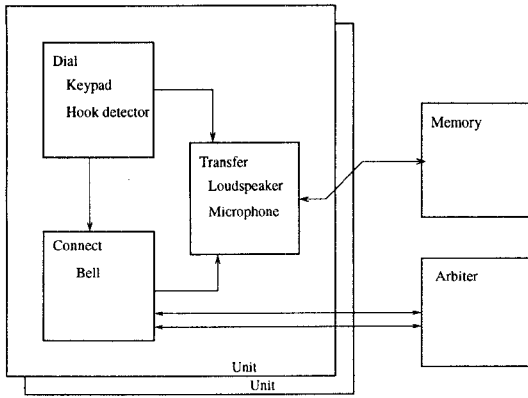 Dial
Keypad
Hook detector
Memory
Transfer
Loudspeaker
Microphone
Connect
Bell
Arbiter
Unit
Unit